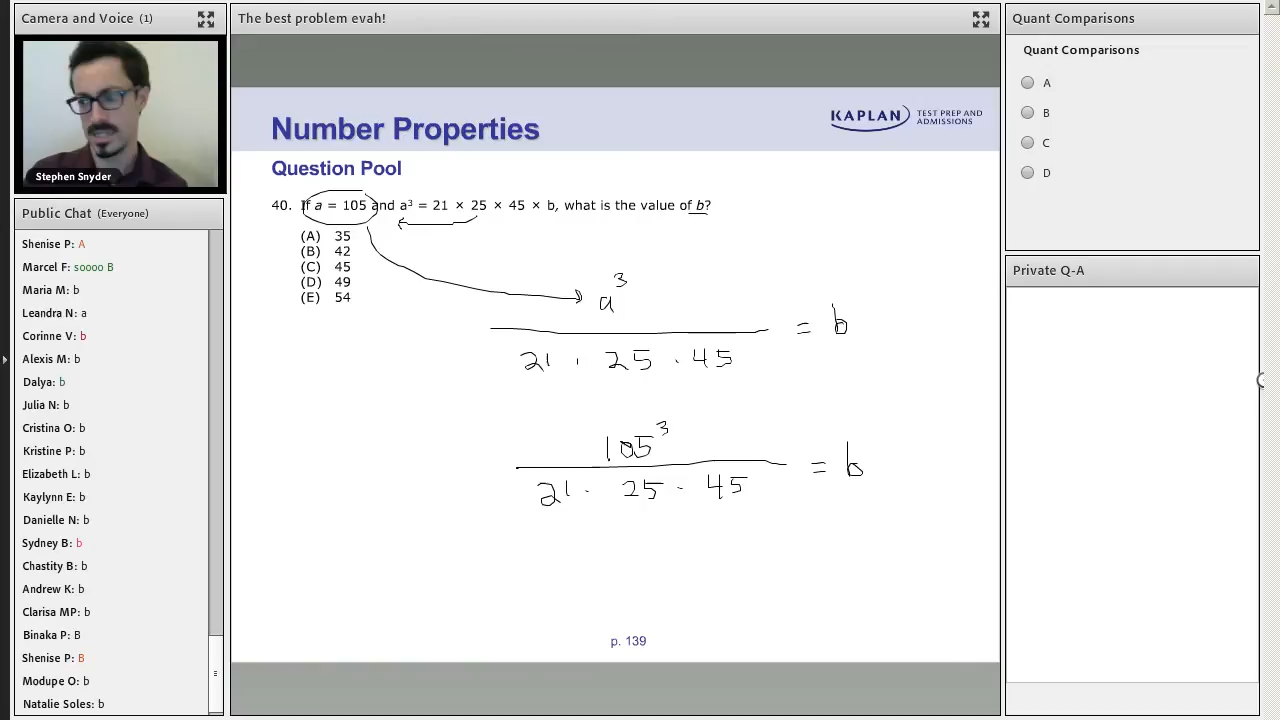 Camera and Voice (1)
Stephen Snyder
Public Chat (Everyone)
Shenise P: A
Marcel F: soooo B
Maria M: b
Leandra N: a
Corinne V: b
Alexis M: b
Dalya: b
Julia N: b
Cristina O: b
Kristine P: b
Elizabeth L: b
Kaylynn E: b
Danielle N: b
Sydney B: b
Chastity B: b
Andrew K: b
Clarisa MP: b
Binaka P: B
Shenise P: B
Modupe O: b
Natalie Soles: b
The best problem evah!
Number Properties
KAPLAN TEST PREP AND
ADMISSIONS
Question Pool
40. If a = 105 and a³ = 21 × 25 × 45 × b, what is the value of b?
(A) 35
(B) 42
(C) 45
(D) 49
(E) 54
a³
= b
21 · 25 · 45
105³
= b
21 · 25 · 45
p. 139
Quant Comparisons
Quant Comparisons
A
B
C
D
Private Q-A